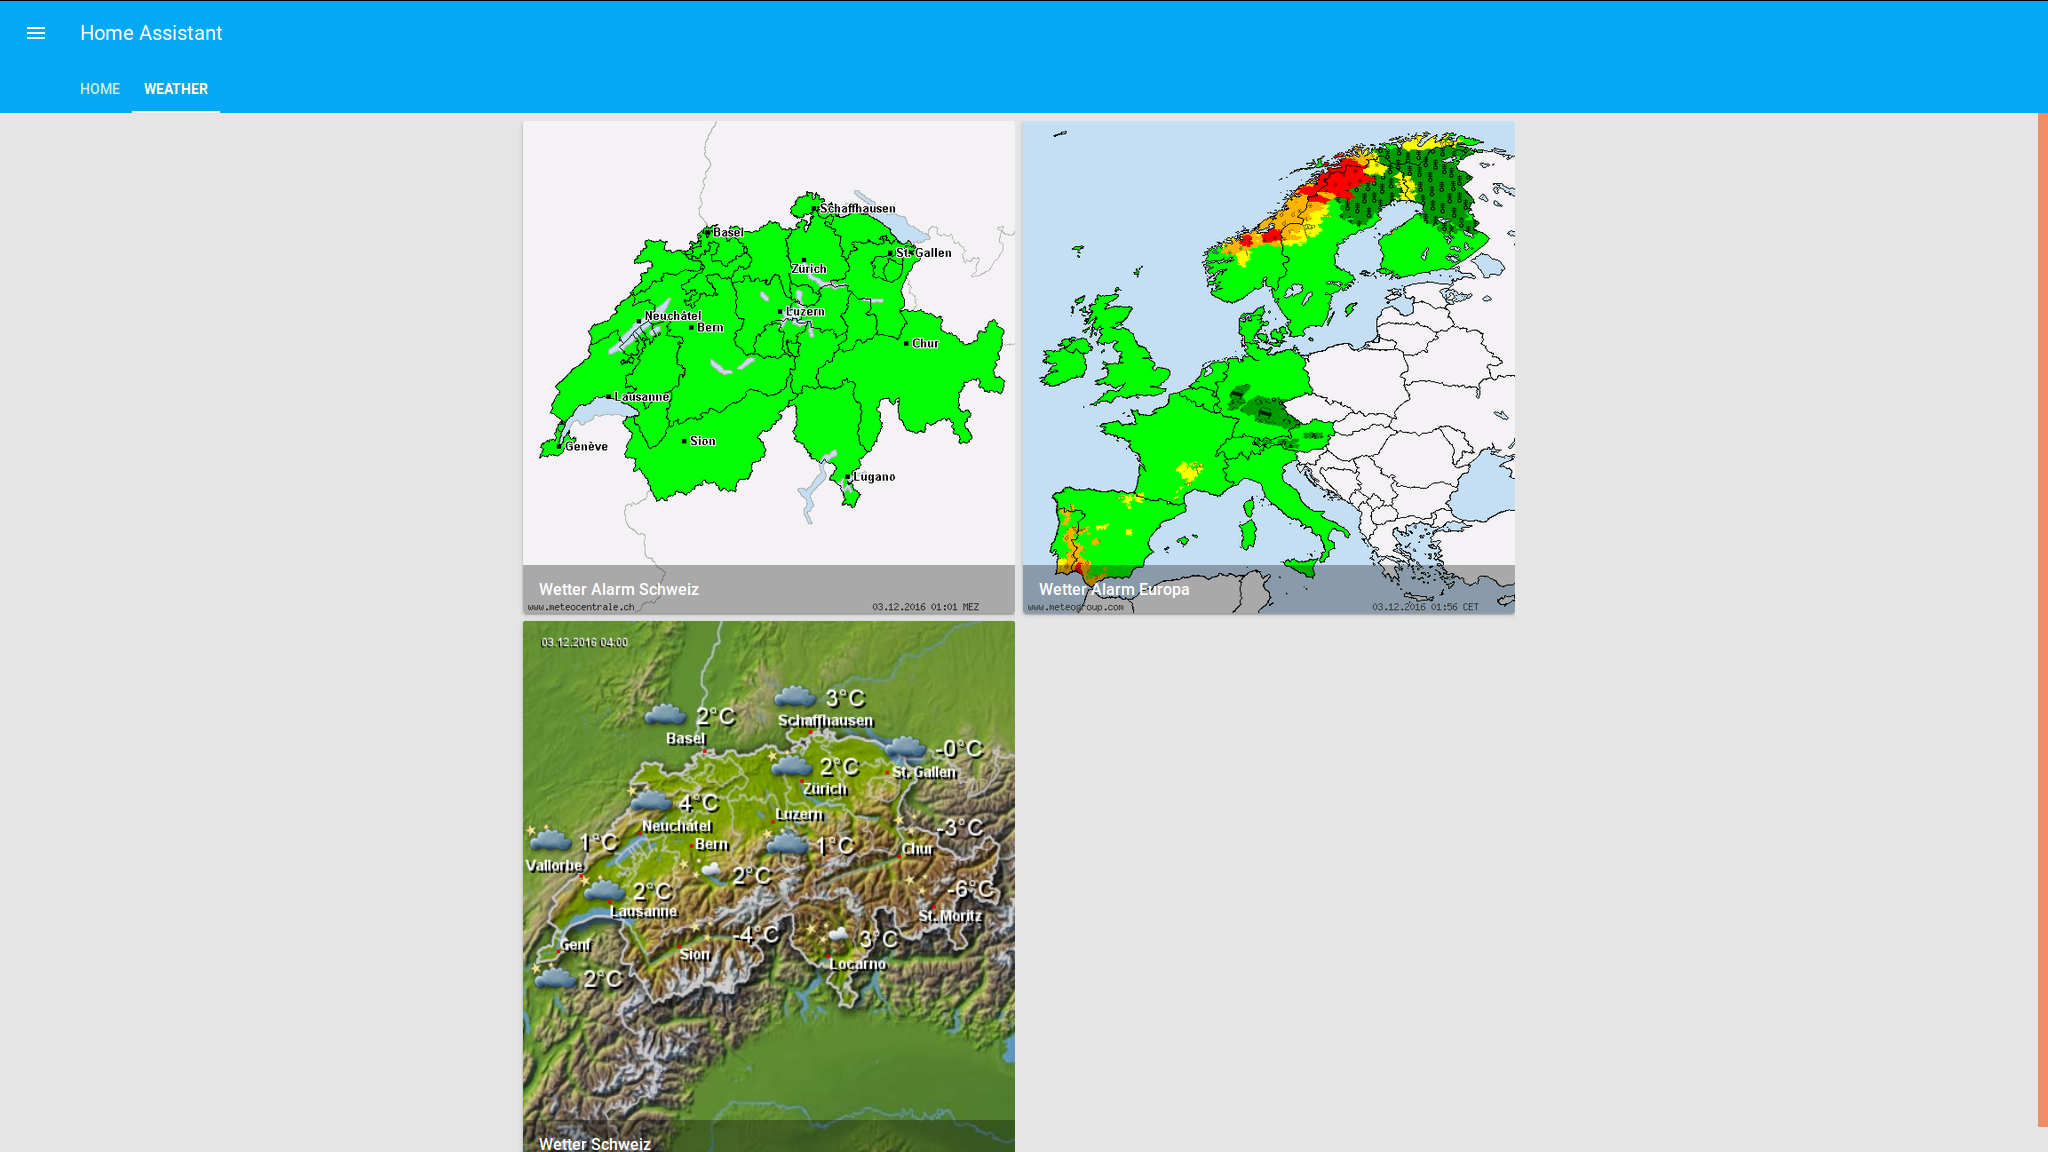 Home Assistant
HOME
WEATHER
Schaffhausen
Basel
St. Gallen
Zürich
Neuchâtel
Luzern
Bern
Chur
Lausanne
Sion
Genève
Lugano
Wetter Alarm Schweiz
www.meteocentrale.ch
03.12.2016 01:01 MEZ
Wetter Alarm Europa
www.meteogroup.com
03.12.2016 01:56 CET
03.12.2016 04:00
3°C
Schaffhausen
2°C
Basel
-0°C
St. Gallen
2°C
Zürich
4°C
Neuchâtel
Luzern
-3°C
1°C
Vallorbe
Bern
1°C
Chur
2°C
2°C
Lausanne
-6°C
St. Moritz
Genf
-4°C
Sion
3°C
Locarno
2°C
Wetter Schweiz